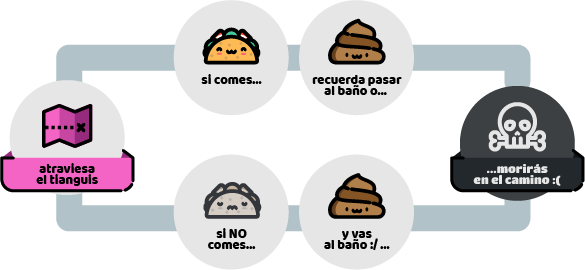 atraviesa
el tianguis
si comes...
recuerda pasar
al baño o...
si NO
comes...
y vas
al baño :/ ...
...morirás
en el camino :(